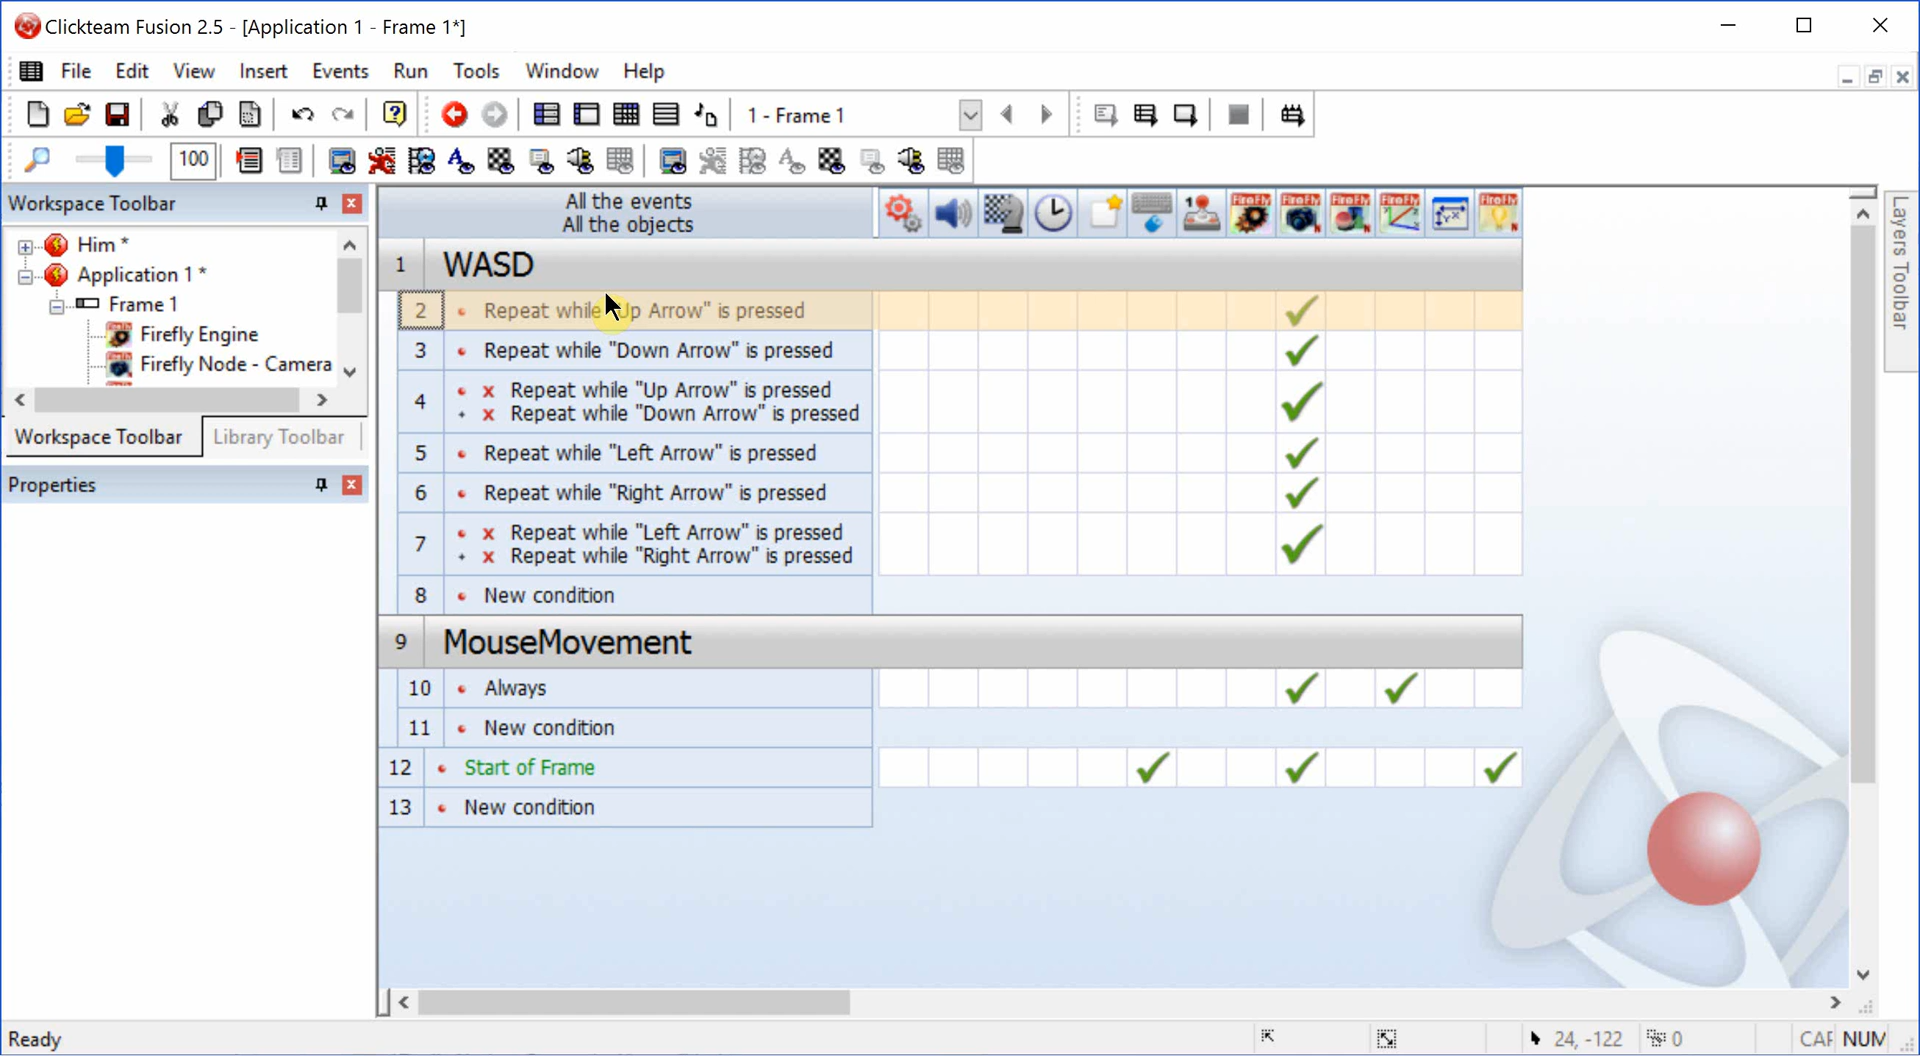 Clickteam Fusion 2.5 - [Application 1 - Frame 1*]
File Edit View Insert Events Run Tools Window Help
1 - Frame 1
100
Workspace Toolbar
Him *
Application 1 *
Frame 1
Firefly Engine
Firefly Node - Camera
Workspace Toolbar Library Toolbar
Properties
All the events
All the objects
1 WASD
2 Repeat while "Up Arrow" is pressed
3 Repeat while "Down Arrow" is pressed
4 X Repeat while "Up Arrow" is pressed
+ X Repeat while "Down Arrow" is pressed
5 Repeat while "Left Arrow" is pressed
6 Repeat while "Right Arrow" is pressed
7 X Repeat while "Left Arrow" is pressed
+ X Repeat while "Right Arrow" is pressed
8 New condition
9 MouseMovement
10 Always
11 New condition
12 Start of Frame
13 New condition
Layers Toolbar
Ready
24, -122 0 CAP NUM